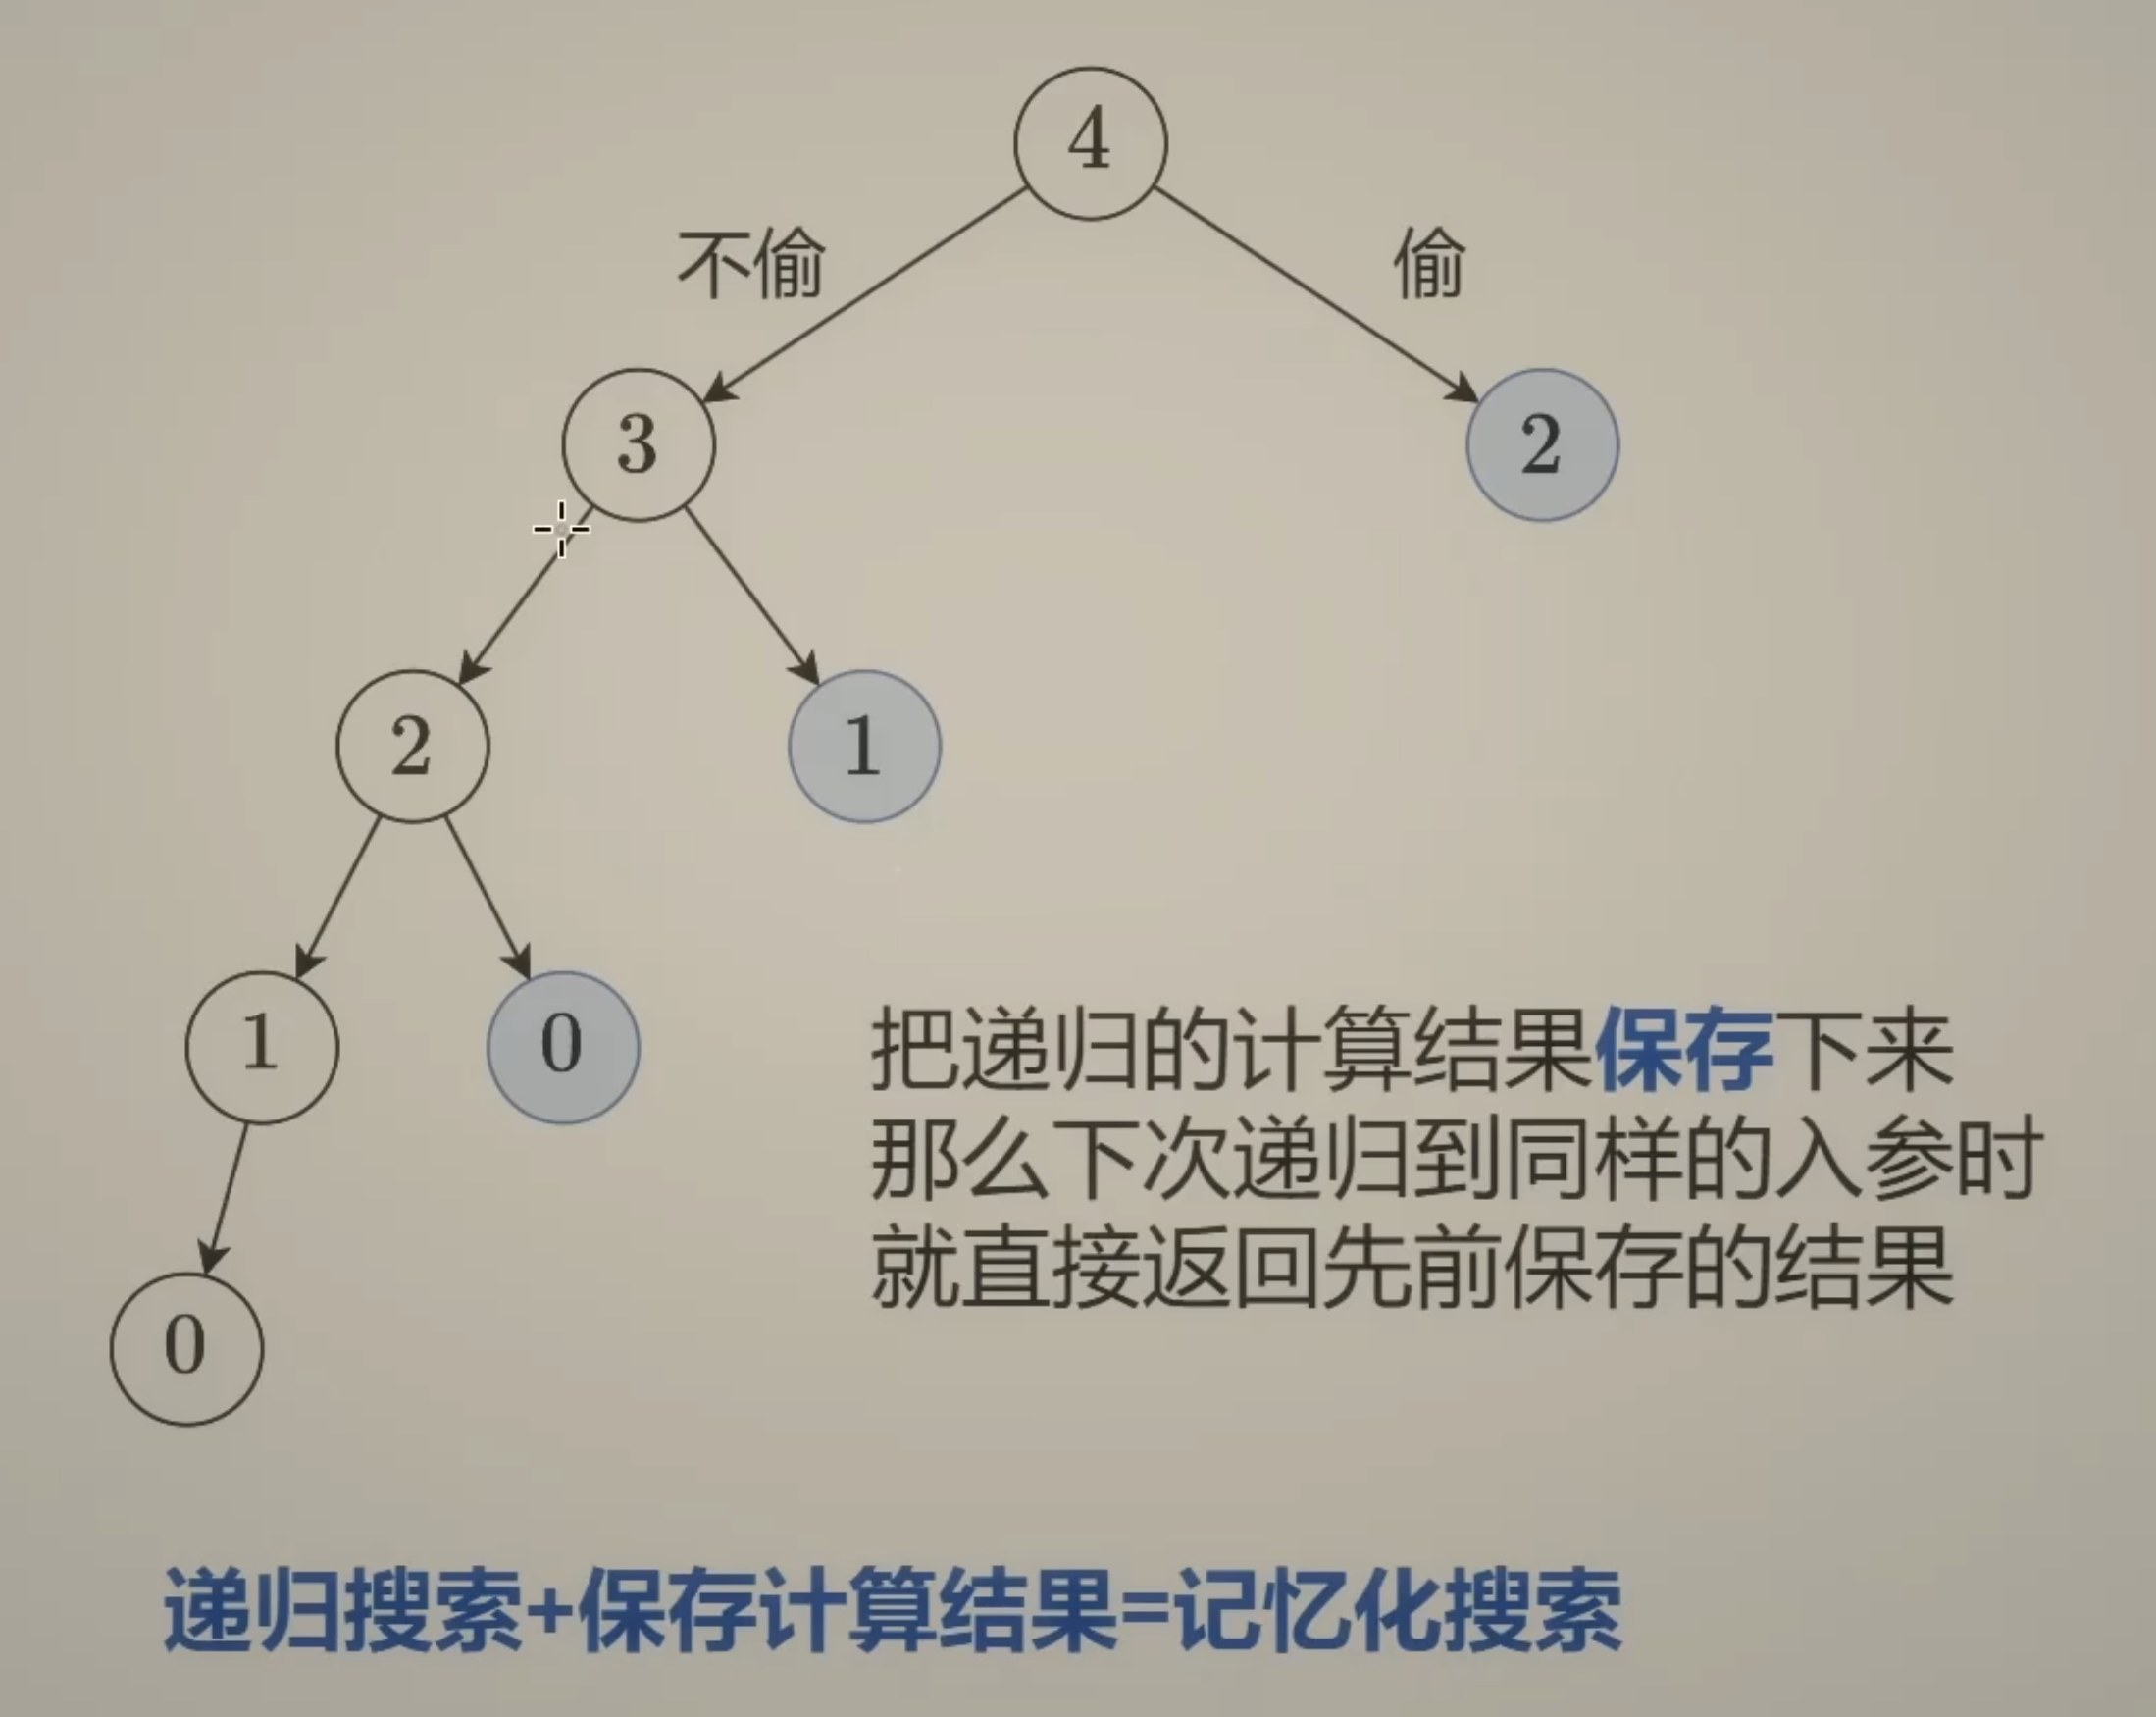 4
不偷 偷
3 2
2 1
1 0
把递归的计算结果保存下来
那么下次递归到同样的入参时
就直接返回先前保存的结果
0
递归搜索+保存计算结果=记忆化搜索